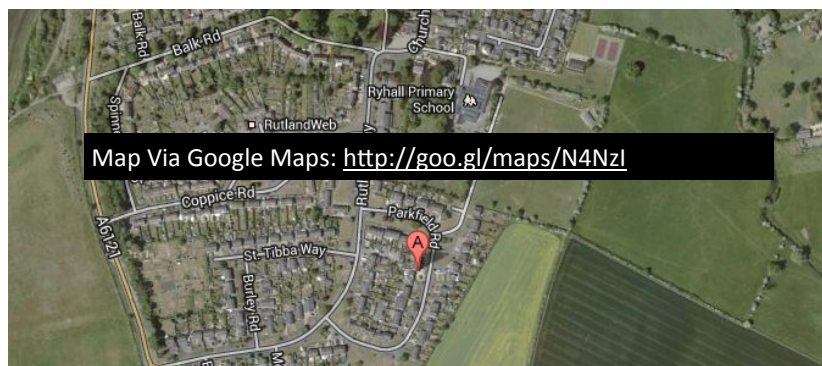 Balk Rd
Balk Rd
Church
Ryhall Primary
School
RutlandWeb
Map Via Google Maps: http://goo.gl/maps/N4NzI
Coppice Rd
Parkfield Rd
A6121
A
St. Tibba Way
Burley Rd